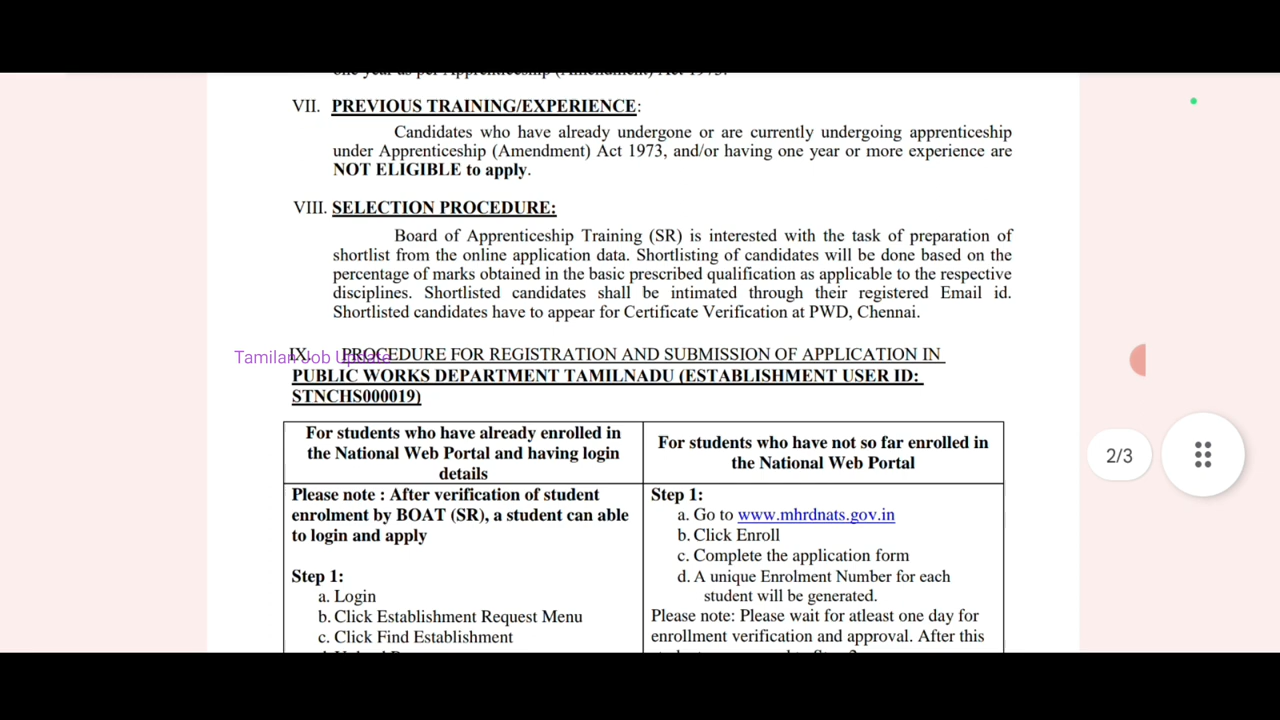 one year as per Apprenticeship (Amendment) Act 1973.
VII. PREVIOUS TRAINING/EXPERIENCE:
Candidates who have already undergone or are currently undergoing apprenticeship
under Apprenticeship (Amendment) Act 1973, and/or having one year or more experience are
NOT ELIGIBLE to apply.
VIII. SELECTION PROCEDURE:
Board of Apprenticeship Training (SR) is interested with the task of preparation of
shortlist from the online application data. Shortlisting of candidates will be done based on the
percentage of marks obtained in the basic prescribed qualification as applicable to the respective
disciplines. Shortlisted candidates shall be intimated through their registered Email id.
Shortlisted candidates have to appear for Certificate Verification at PWD, Chennai.
Tamilan Job Update
IX. PROCEDURE FOR REGISTRATION AND SUBMISSION OF APPLICATION IN
PUBLIC WORKS DEPARTMENT TAMILNADU (ESTABLISHMENT USER ID:
STNCHS000019)
For students who have already enrolled in
the National Web Portal and having login
details
Please note : After verification of student
enrolment by BOAT (SR), a student can able
to login and apply
Step 1:
a. Login
b. Click Establishment Request Menu
c. Click Find Establishment
For students who have not so far enrolled in
the National Web Portal
Step 1:
a. Go to www.mhrdnats.gov.in
b. Click Enroll
c. Complete the application form
d. A unique Enrolment Number for each
student will be generated.
Please note: Please wait for atleast one day for
enrollment verification and approval. After this
2/3